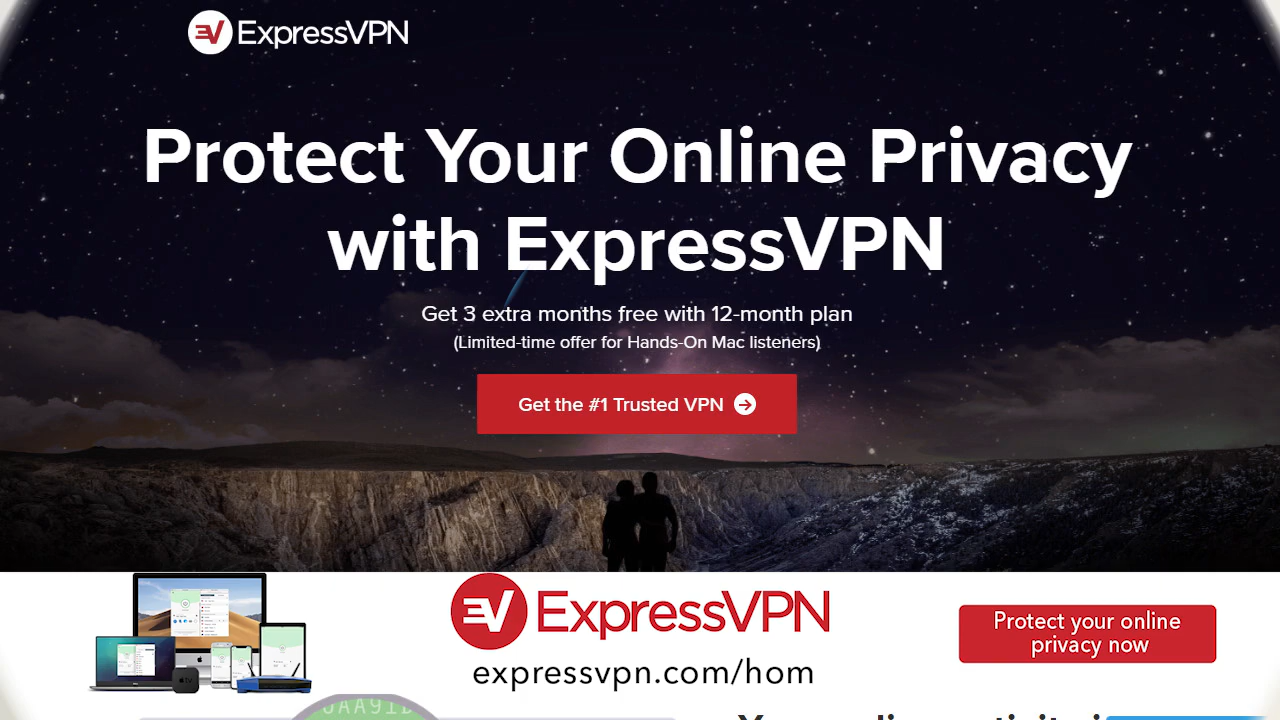 ExpressVPN
Protect Your Online Privacy
with ExpressVPN
Get 3 extra months free with 12-month plan
(Limited-time offer for Hands-On Mac listeners)
Get the #1 Trusted VPN
ExpressVPN
expressvpn.com/hom
Protect your online
privacy now